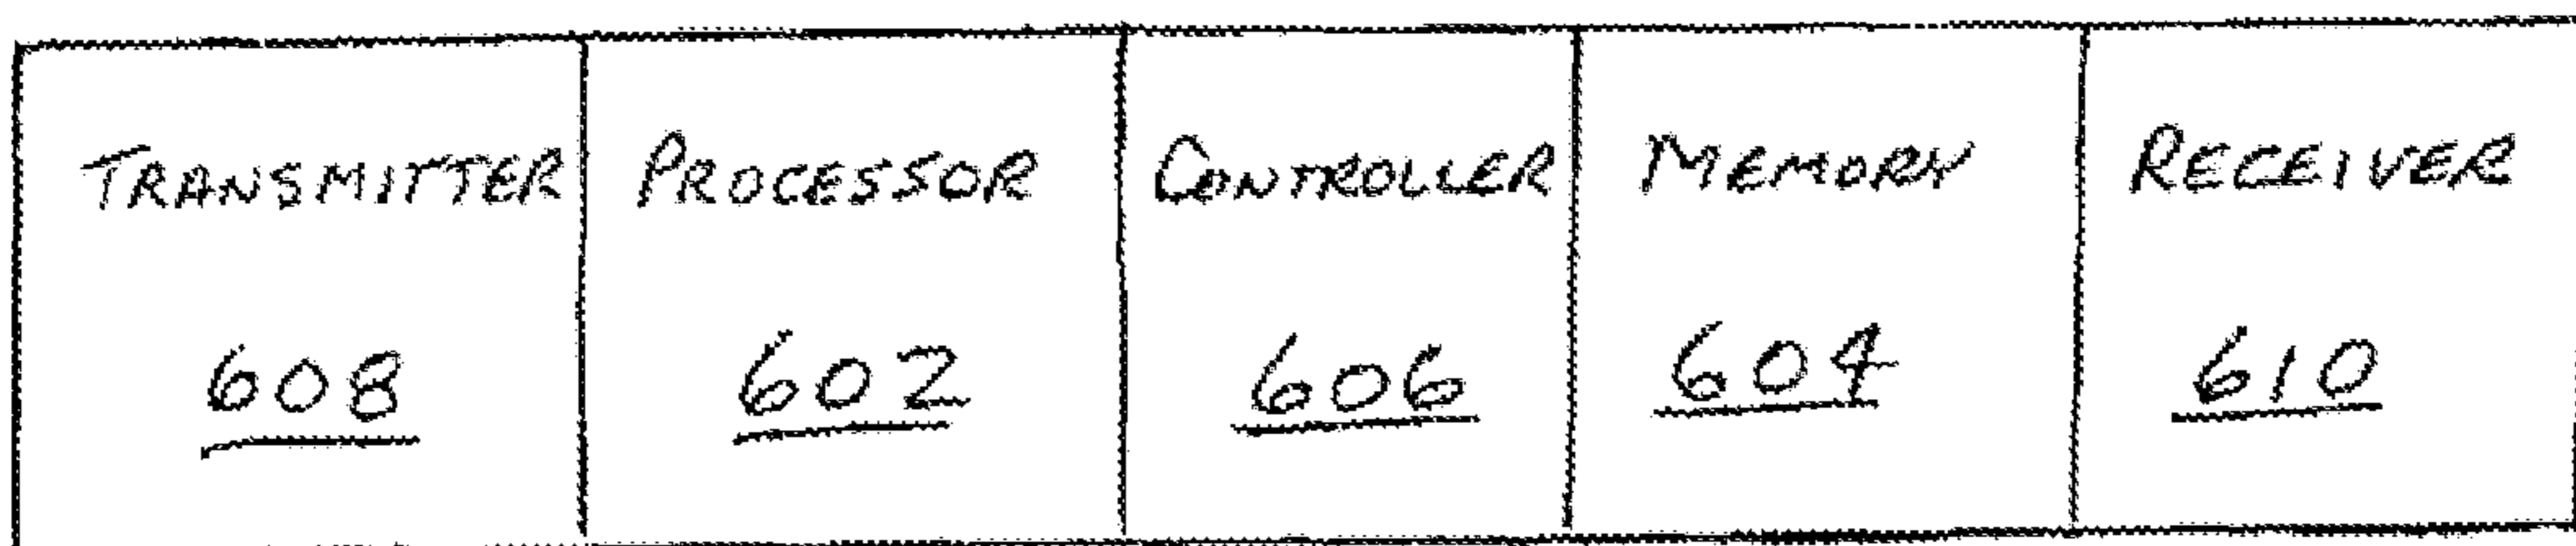 TRANSMITTER PROCESSOR CONTROLLER MEMORY RECEIVER
608 602 606 604 610